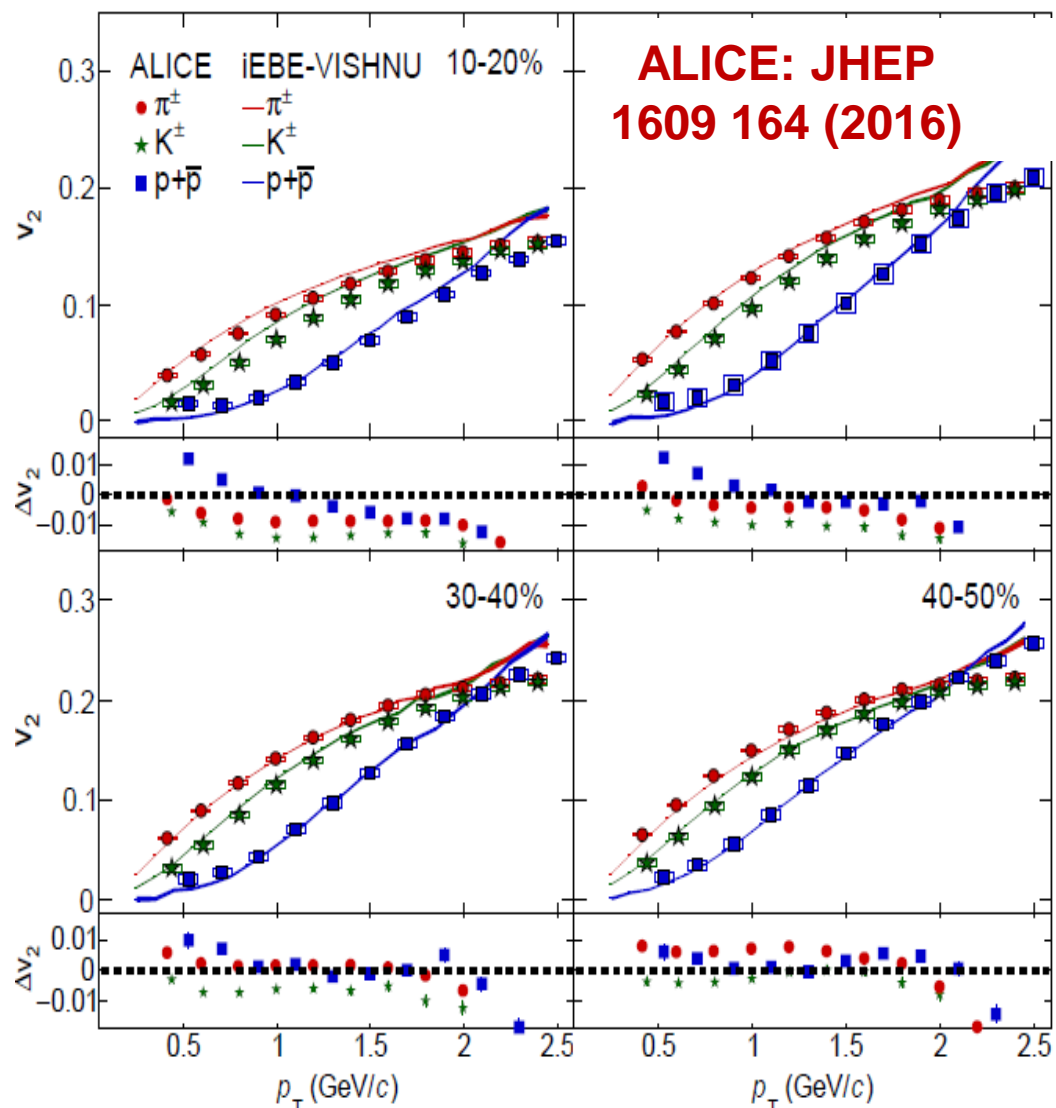 ALICE iEBE-VISHNU 10-20%
π± π±
K± K±
p+p̅ p+p̅
ALICE: JHEP
1609 164 (2016)
0.3
0.2
0.1
0
v₂
0.01
0
−0.01
Δv₂
30-40%
40-50%
0.3
0.2
0.1
0
v₂
0.01
0
−0.01
Δv₂
0.5 1 1.5 2 2.5 0.5 1 1.5 2 2.5
p_T (GeV/c) p_T (GeV/c)